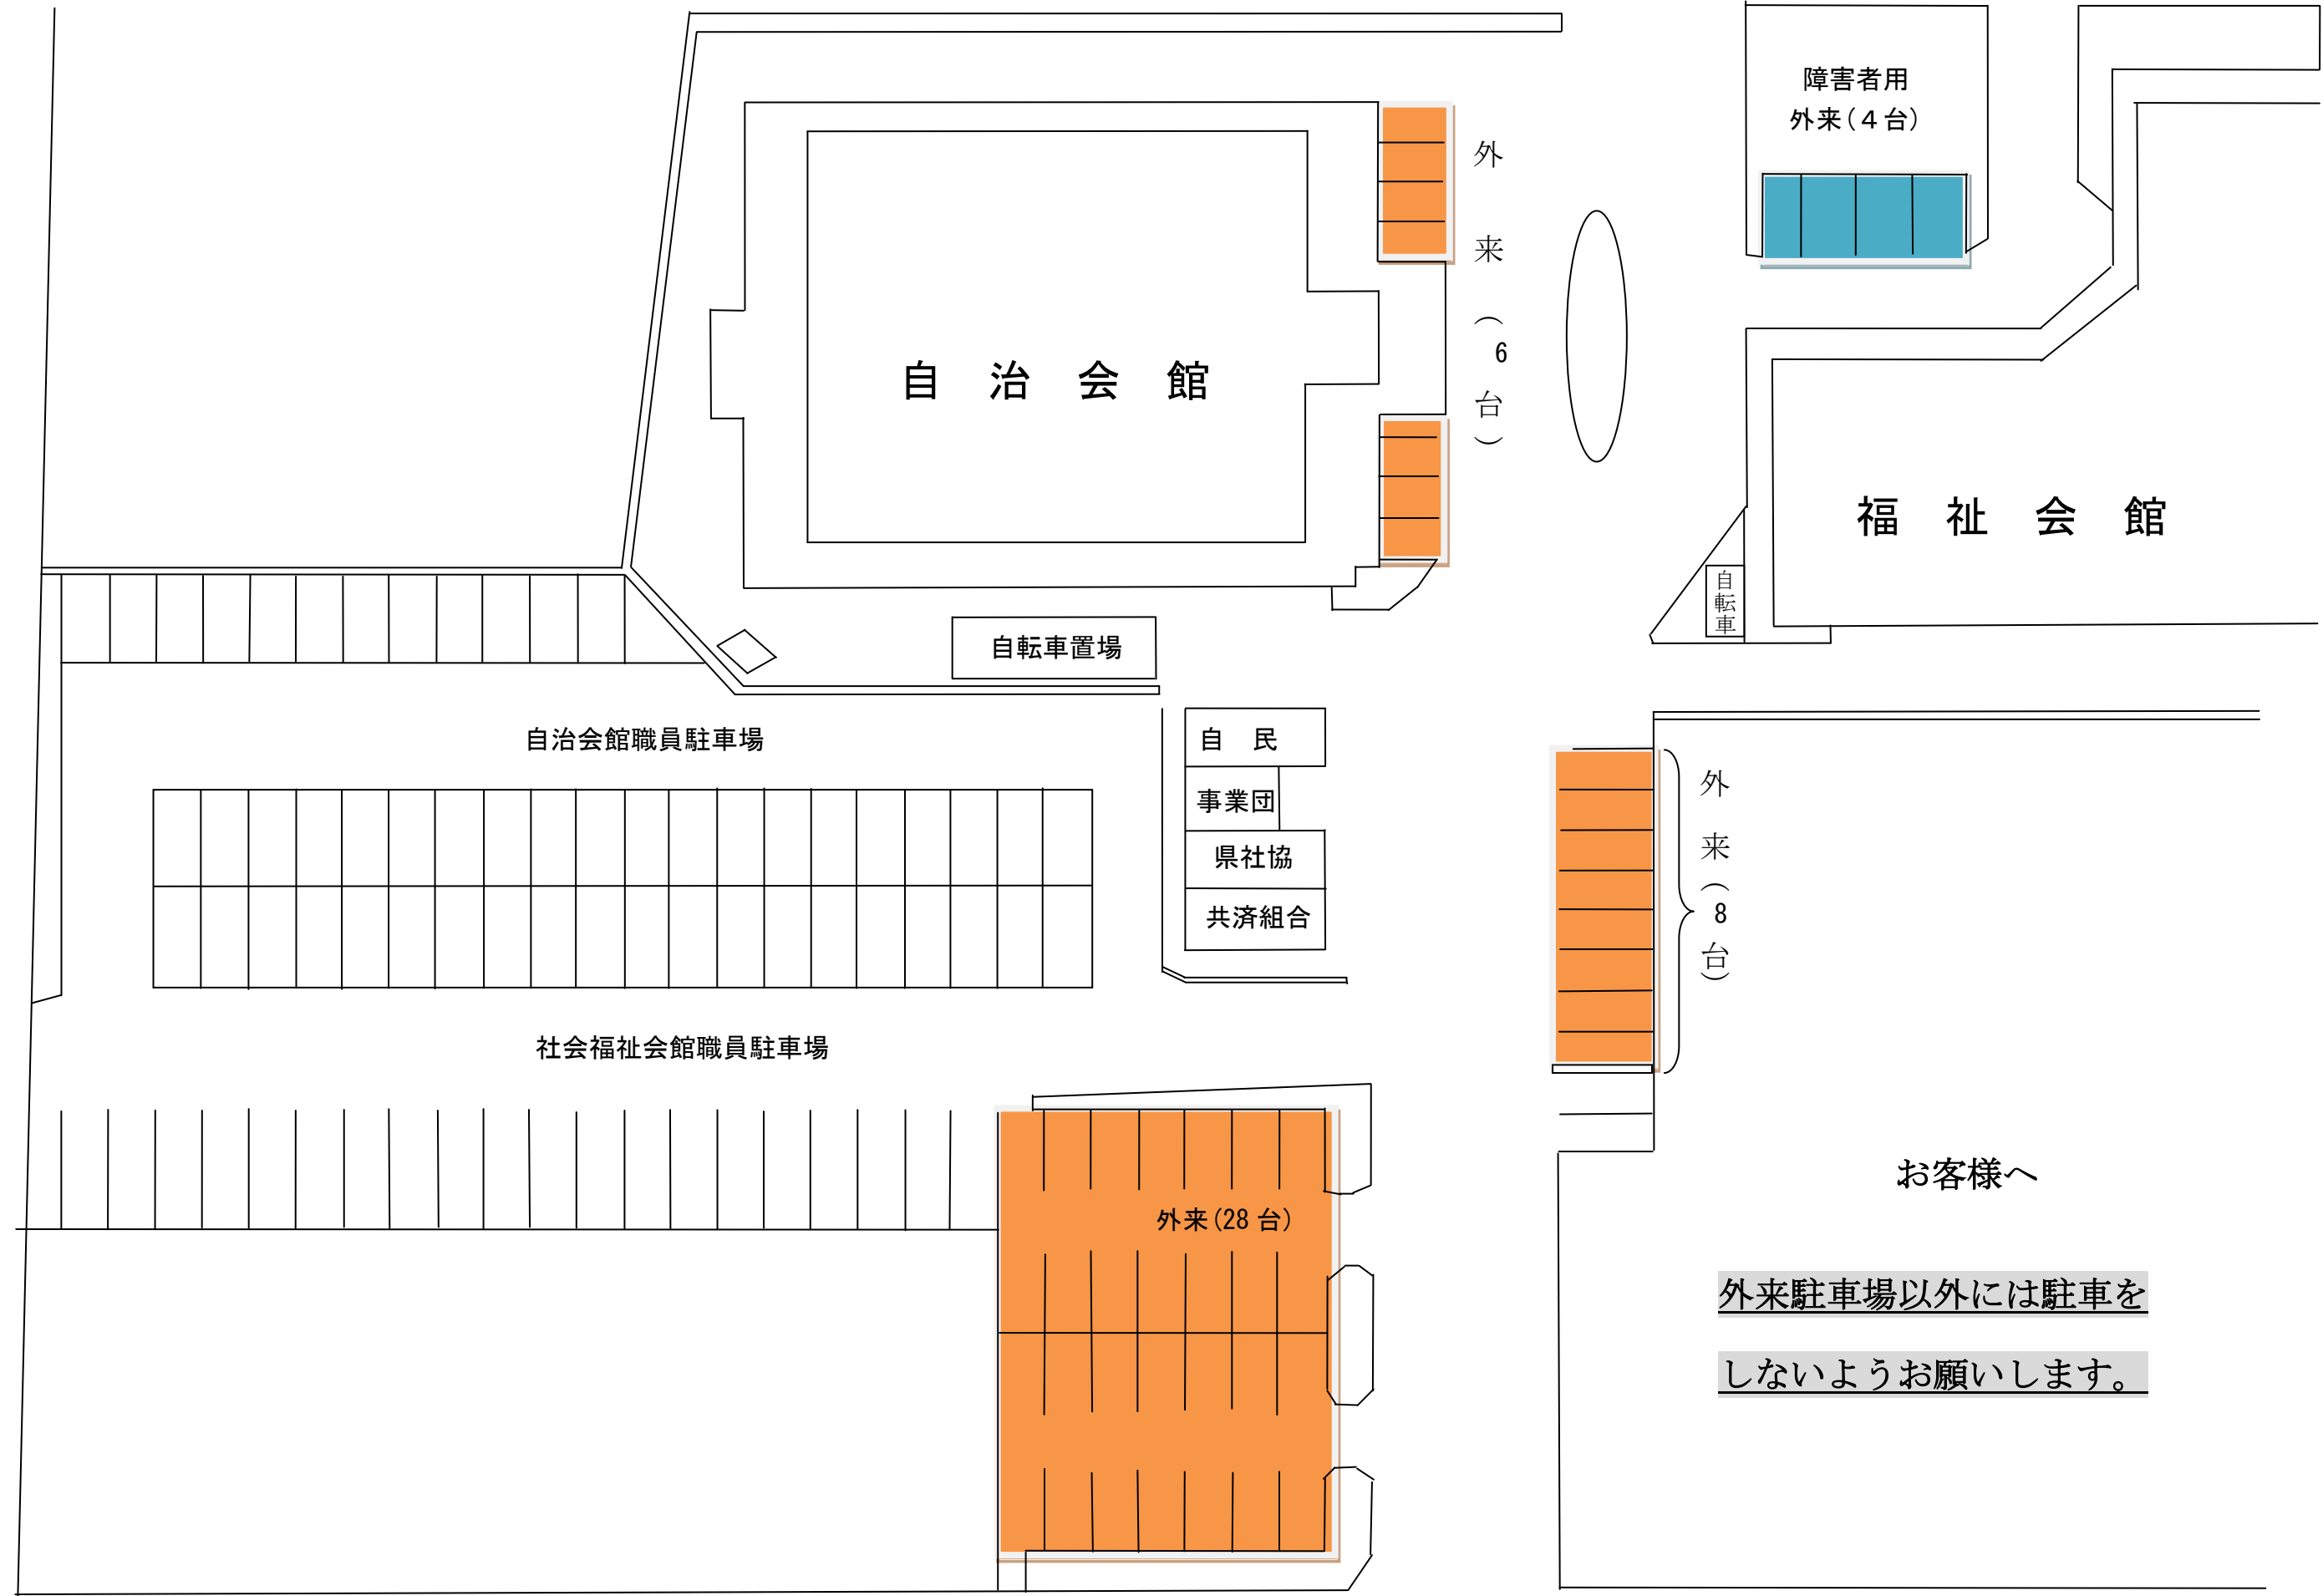 障害者用
外来(４台)
外来(6台)
自治会館
福祉会館
自転車
自転車置場
自治会館職員駐車場
自　民
事業団
県社協
共済組合
外来(8台)
社会福祉会館職員駐車場
外来(28台)
お客様へ
外来駐車場以外には駐車を
しないようお願いします。